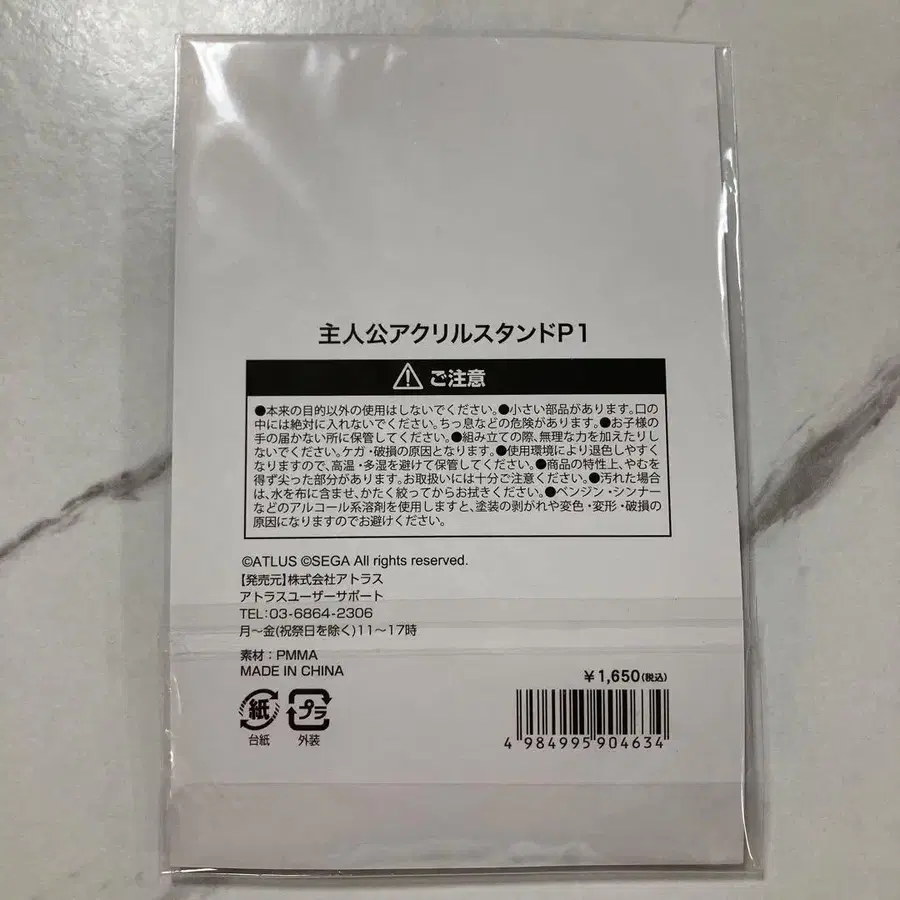 主人公アクリルスタンドP1
ご注意
●本来の目的以外の使用はしないでください。●小さい部品があります。口の
中には絶対に入れないでください。ちっ息などの危険があります。●お子様の
手の届かない所に保管してください。●組み立ての際、無理な力を加えたりし
ないでください。ケガ・破損の原因となります。●使用環境により退色しやすく
なりますので、高温・多湿を避けて保管してください。●商品の特性上、やむを
得ず尖った部分があります。お取扱いには十分ご注意ください。●汚れた場合
は、水を布に含ませ、かたく絞ってからお拭きください。●ベンジン・シンナー
などのアルコール系溶剤を使用しますと、塗装の剥がれや変色・変形・破損の
原因になりますのでお避けください。
©ATLUS ©SEGA All rights reserved.
【発売元】株式会社アトラス
アトラスユーザーサポート
TEL:03-6864-2306
月～金(祝祭日を除く)11～17時
素材：PMMA
MADE IN CHINA
￥1,650(税込)
紙 プラ
台紙 外装
4 984995 904634